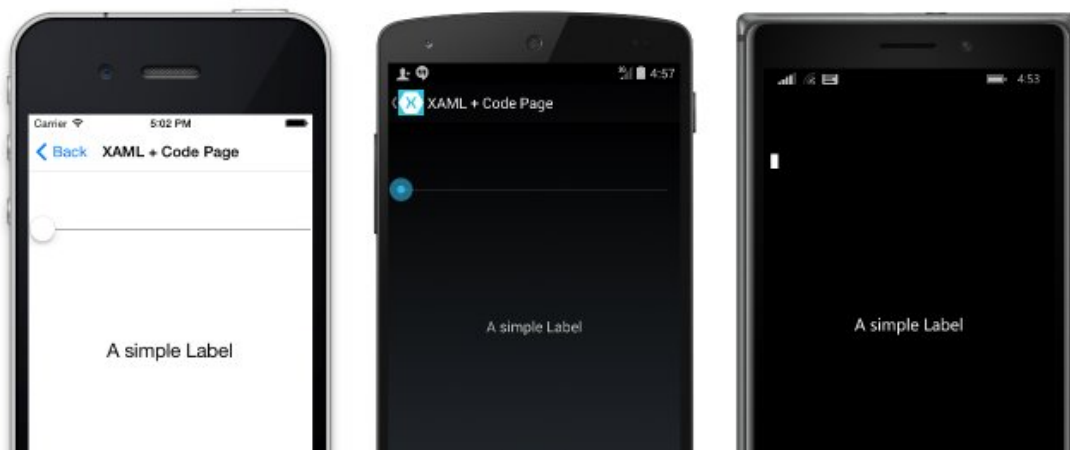 Carrier 5:02 PM
Back XAML + Code Page
A simple Label
3G 4:57
X XAML + Code Page
A simple Label
4:53
A simple Label